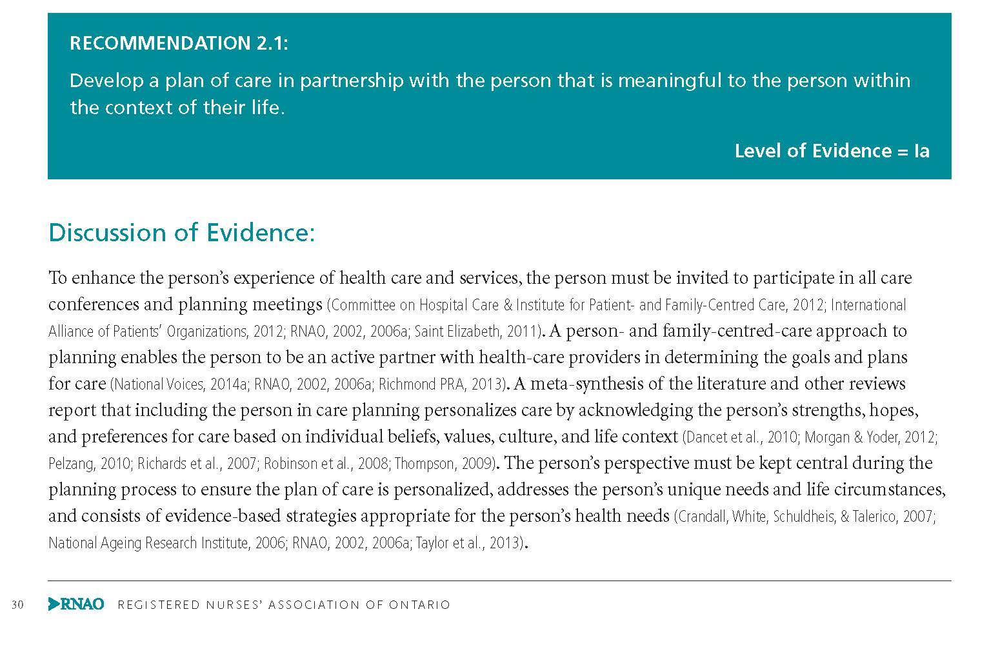 RECOMMENDATION 2.1:
Develop a plan of care in partnership with the person that is meaningful to the person within
the context of their life.
Level of Evidence = Ia
Discussion of Evidence:
To enhance the person’s experience of health care and services, the person must be invited to participate in all care
conferences and planning meetings (Committee on Hospital Care & Institute for Patient- and Family-Centred Care, 2012; International
Alliance of Patients’ Organizations, 2012; RNAO, 2002, 2006a; Saint Elizabeth, 2011). A person- and family-centred-care approach to
planning enables the person to be an active partner with health-care providers in determining the goals and plans
for care (National Voices, 2014a; RNAO, 2002, 2006a; Richmond PRA, 2013). A meta-synthesis of the literature and other reviews
report that including the person in care planning personalizes care by acknowledging the person’s strengths, hopes,
and preferences for care based on individual beliefs, values, culture, and life context (Dancet et al., 2010; Morgan & Yoder, 2012;
Pelzang, 2010; Richards et al., 2007; Robinson et al., 2008; Thompson, 2009). The person’s perspective must be kept central during the
planning process to ensure the plan of care is personalized, addresses the person’s unique needs and life circumstances,
and consists of evidence-based strategies appropriate for the person’s health needs (Crandall, White, Schuldheis, & Talerico, 2007;
National Ageing Research Institute, 2006; RNAO, 2002, 2006a; Taylor et al., 2013).
30 RNAO REGISTERED NURSES’ ASSOCIATION OF ONTARIO